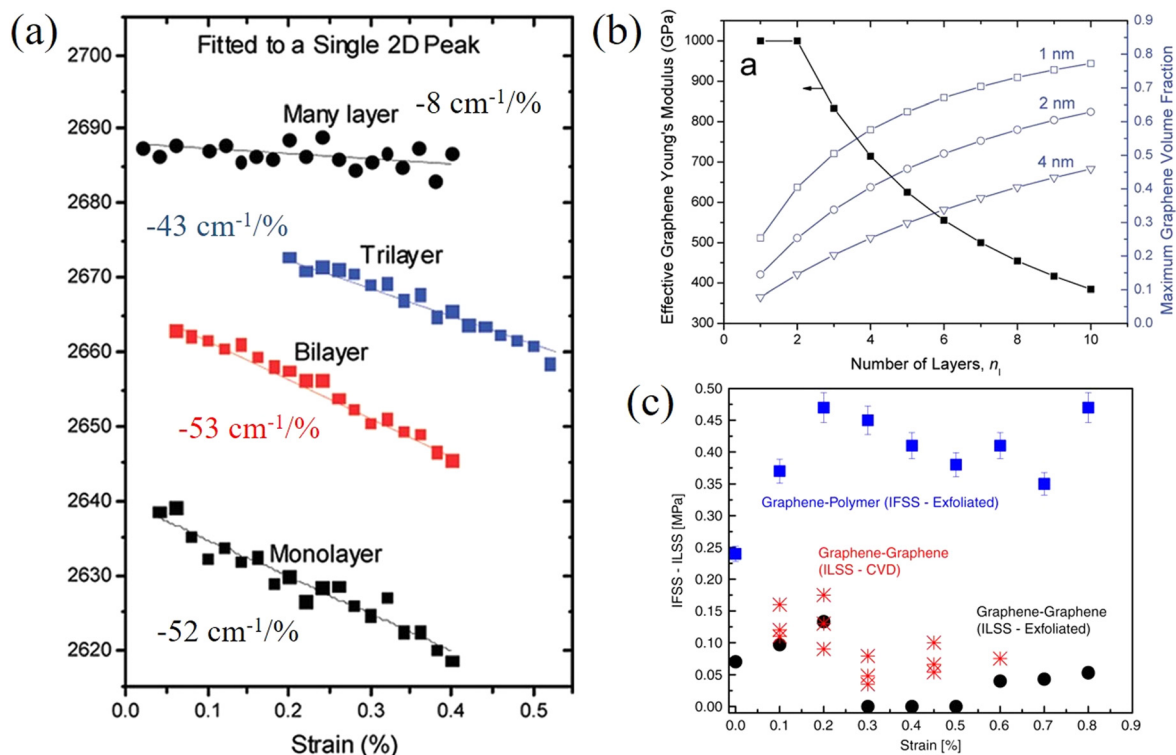 (a)
Fitted to a Single 2D Peak
2700
2690
2680
2670
2660
2650
2640
2630
2620
Many layer
-8 cm⁻¹/%
-43 cm⁻¹/%
Trilayer
Bilayer
-53 cm⁻¹/%
Monolayer
-52 cm⁻¹/%
0.0 0.1 0.2 0.3 0.4 0.5
Strain (%)
(b)
a
Effective Graphene Young's Modulus (GPa)
1000
900
800
700
600
500
400
300
1 nm
2 nm
4 nm
0.9
0.8
0.7
0.6
0.5
0.4
0.3
0.2
0.1
0.0
Maximum Graphene Volume Fraction
0 2 4 6 8 10
Number of Layers, nₗ
(c)
IFSS - ILSS [MPa]
0.50
0.45
0.40
0.35
0.30
0.25
0.20
0.15
0.10
0.05
0.00
Graphene-Polymer (IFSS - Exfoliated)
Graphene-Graphene
(ILSS - CVD)
Graphene-Graphene
(ILSS - Exfoliated)
0.0 0.1 0.2 0.3 0.4 0.5 0.6 0.7 0.8 0.9
Strain [%]